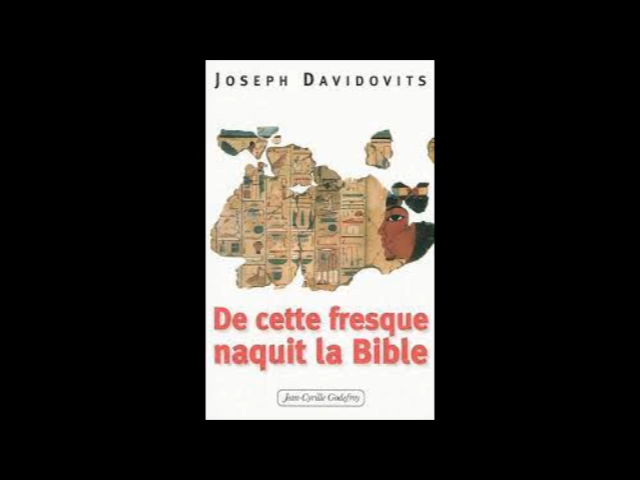 JOSEPH DAVIDOVITS
De cette fresque
naquit la Bible
Jean-Cyrille Godefroy